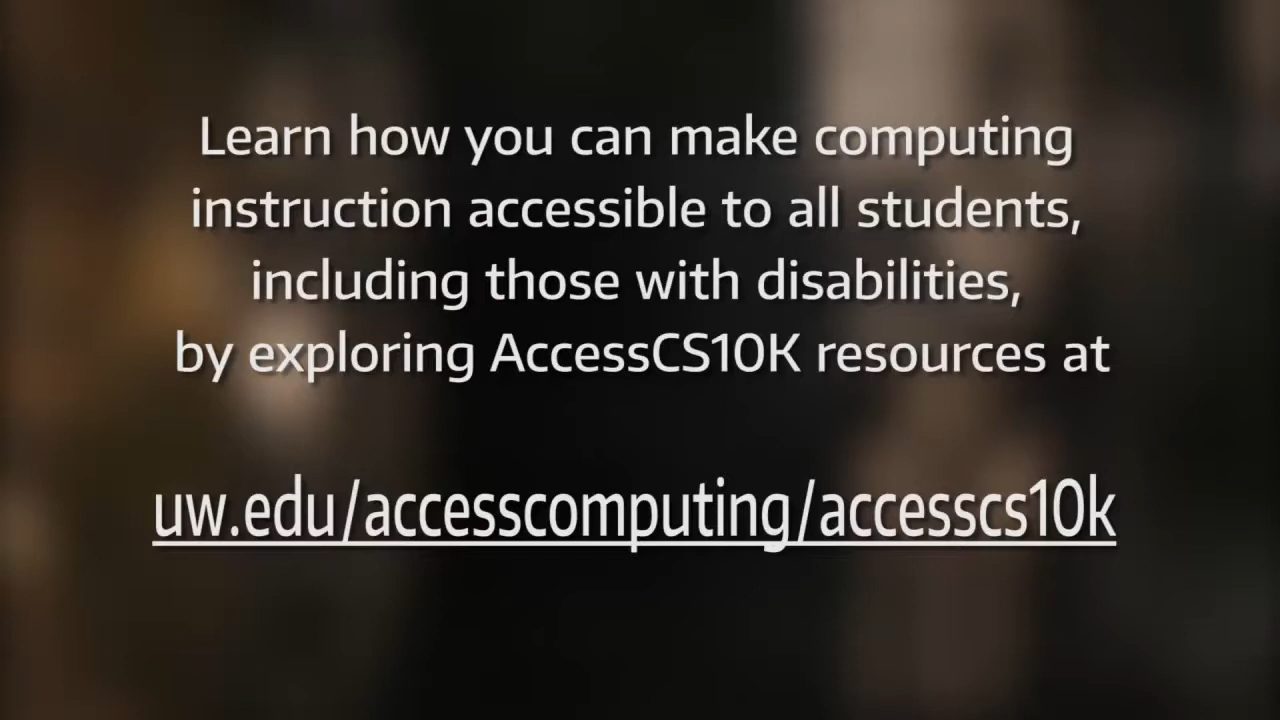 Learn how you can make computing
instruction accessible to all students,
including those with disabilities,
by exploring AccessCS10K resources at
uw.edu/accesscomputing/accesscs10k